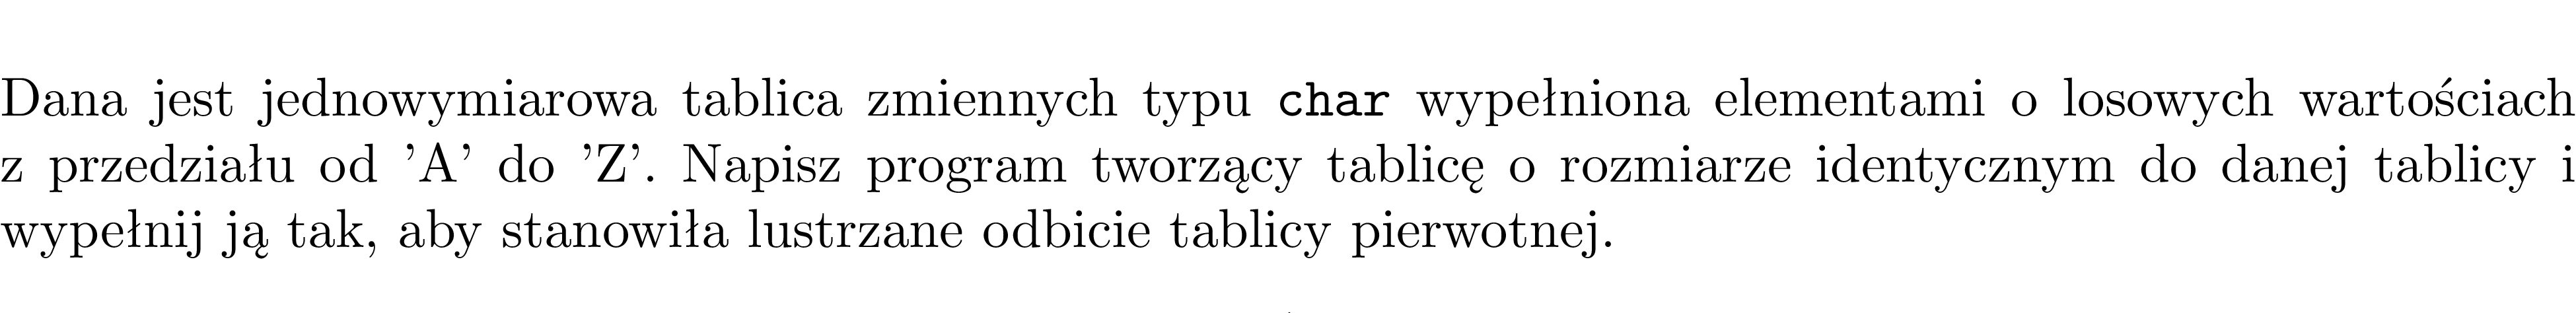 Dana jest jednowymiarowa tablica zmiennych typu char wypełniona elementami o losowych wartościach
z przedziału od ’A’ do ’Z’. Napisz program tworzący tablicę o rozmiarze identycznym do danej tablicy i
wypełnij ją tak, aby stanowiła lustrzane odbicie tablicy pierwotnej.